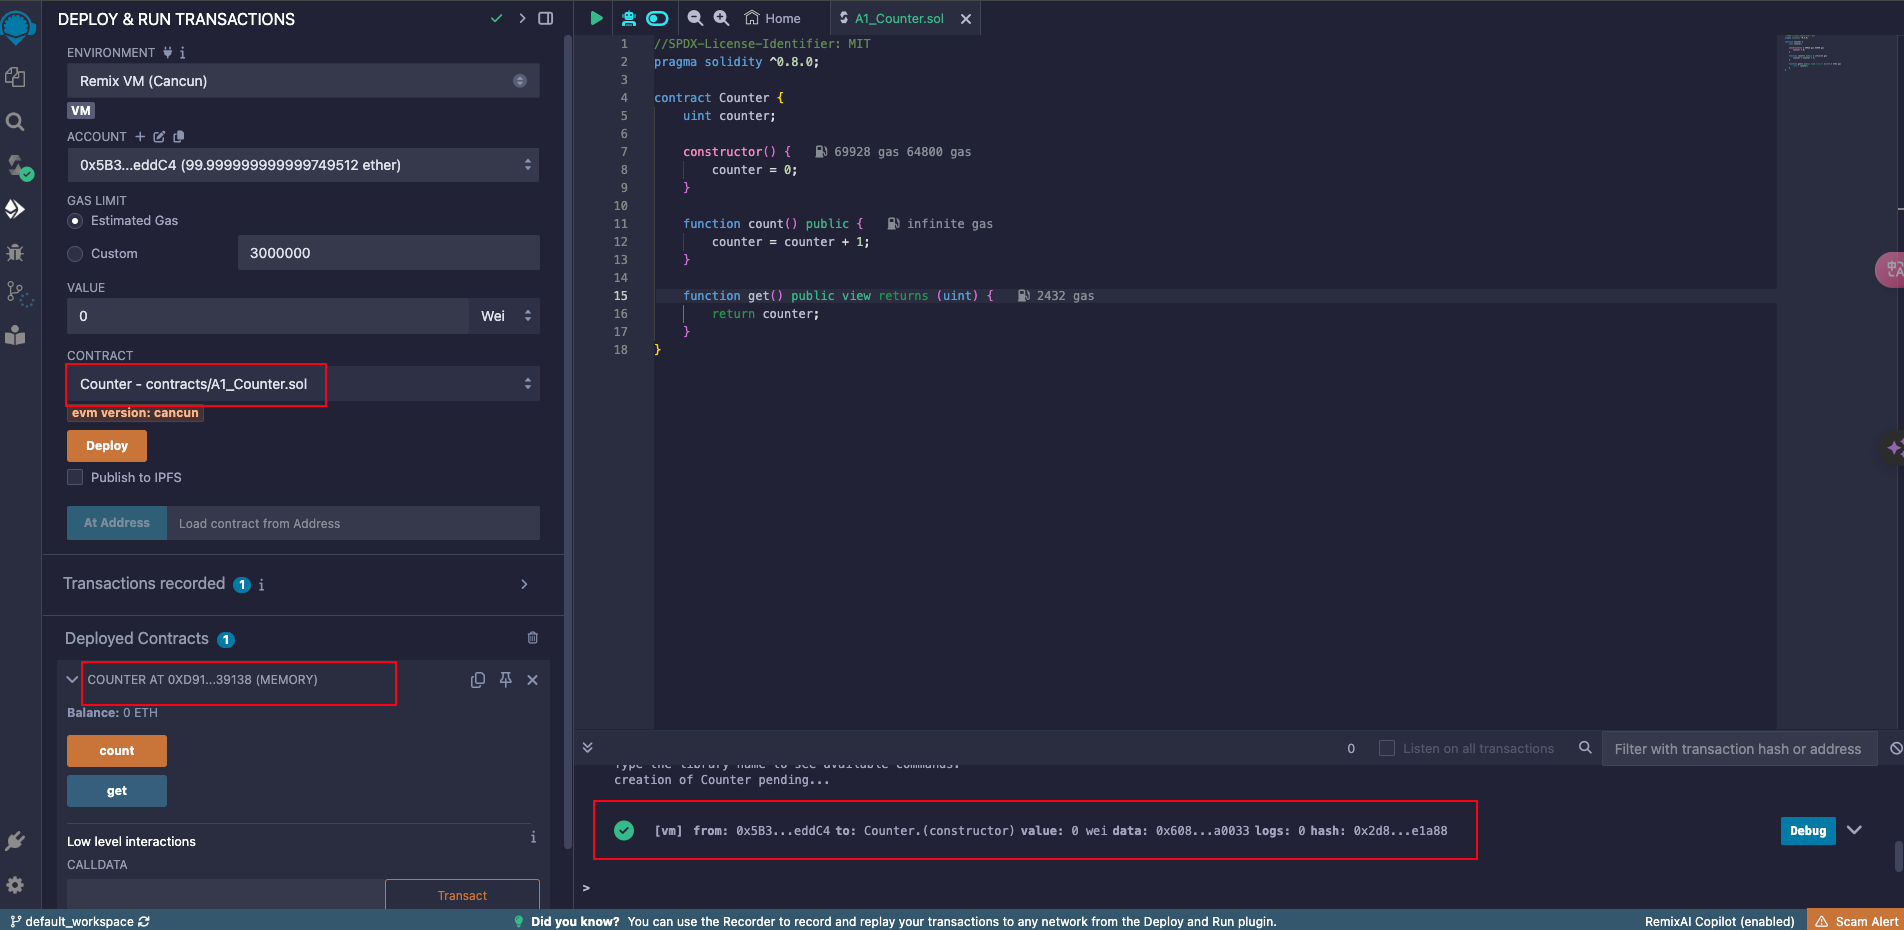 DEPLOY & RUN TRANSACTIONS
ENVIRONMENT
Remix VM (Cancun)
VM
ACCOUNT
0x5B3...eddC4 (99.999999999999749512 ether)
GAS LIMIT
Estimated Gas
Custom
3000000
VALUE
0
Wei
CONTRACT
Counter - contracts/A1_Counter.sol
evm version: cancun
Deploy
Publish to IPFS
At Address
Load contract from Address
Transactions recorded 1
Deployed Contracts 1
COUNTER AT 0XD91...39138 (MEMORY)
Balance: 0 ETH
count
get
Low level interactions
CALLDATA
Transact
Home
A1_Counter.sol
1 //SPDX-License-Identifier: MIT
2 pragma solidity ^0.8.0;
3
4 contract Counter {
5 uint counter;
6
7 constructor() { 69928 gas 64800 gas
8 counter = 0;
9 }
10
11 function count() public { infinite gas
12 counter = counter + 1;
13 }
14
15 function get() public view returns (uint) { 2432 gas
16 return counter;
17 }
18 }
0
Listen on all transactions
Filter with transaction hash or address
Type the library name to see available commands.
creation of Counter pending...
[vm] from: 0x5B3...eddC4 to: Counter.(constructor) value: 0 wei data: 0x608...a0033 logs: 0 hash: 0x2d8...e1a88
Debug
>
default_workspace
Did you know? You can use the Recorder to record and replay your transactions to any network from the Deploy and Run plugin.
RemixAI Copilot (enabled)
Scam Alert